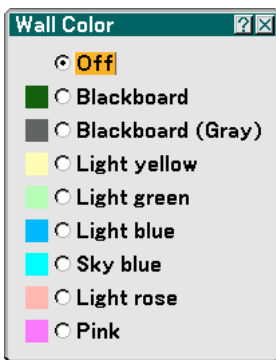 Wall Color
Off
Blackboard
Blackboard (Gray)
Light yellow
Light green
Light blue
Sky blue
Light rose
Pink